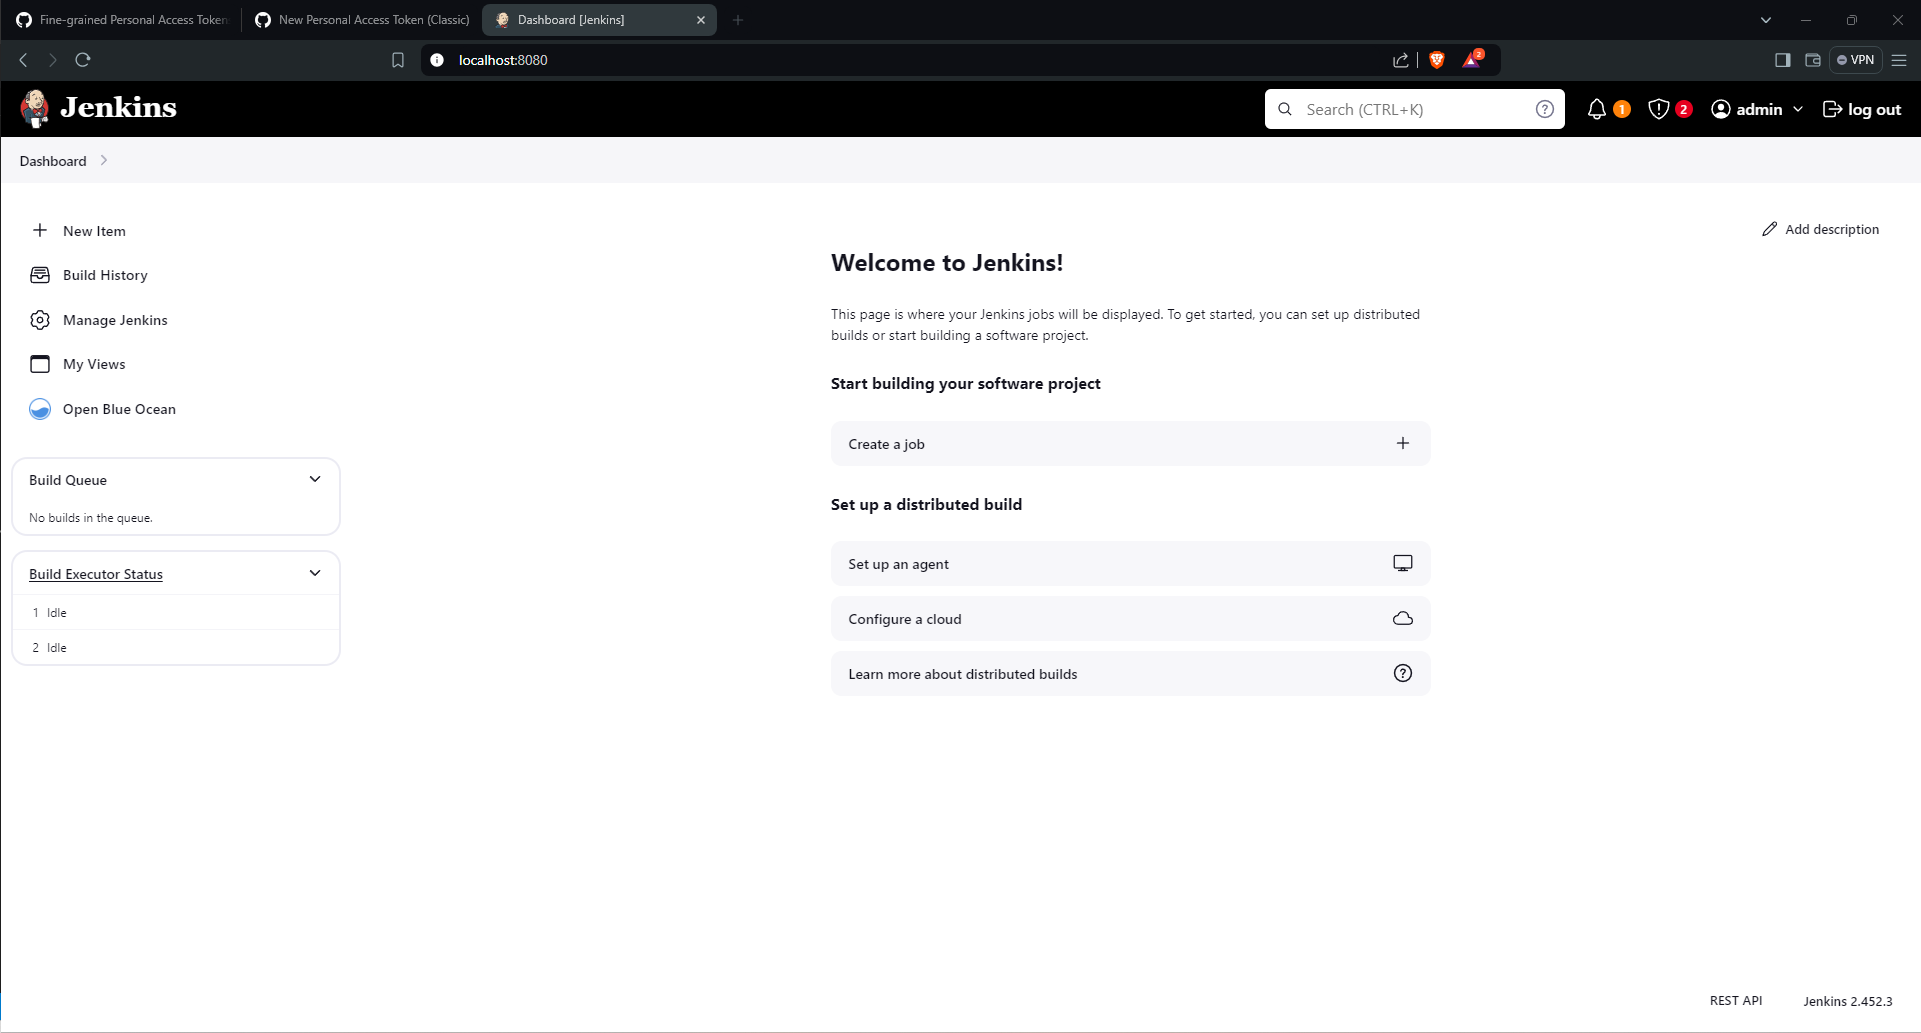 Fine-grained Personal Access Token
New Personal Access Token (Classic)
Dashboard [Jenkins]
localhost:8080
2
VPN
Jenkins
Search (CTRL+K)
1
2
admin
log out
Dashboard
New Item
Build History
Manage Jenkins
My Views
Open Blue Ocean
Build Queue
No builds in the queue.
Build Executor Status
1 Idle
2 Idle
Add description
Welcome to Jenkins!
This page is where your Jenkins jobs will be displayed. To get started, you can set up distributed
builds or start building a software project.
Start building your software project
Create a job
Set up a distributed build
Set up an agent
Configure a cloud
Learn more about distributed builds
REST API
Jenkins 2.452.3